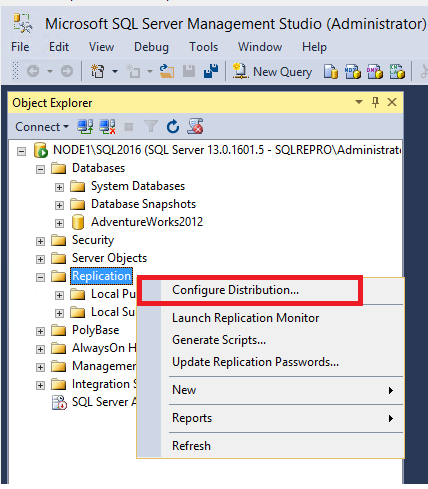 Microsoft SQL Server Management Studio (Administrator)
File Edit View Debug Tools Window Help
New Query
Object Explorer
Connect
NODE1\SQL2016 (SQL Server 13.0.1601.5 - SQLREPRO\Administrato
Databases
System Databases
Database Snapshots
AdventureWorks2012
Security
Server Objects
Replication
Configure Distribution...
Local Pu
Launch Replication Monitor
Local Su
Generate Scripts...
PolyBase
Update Replication Passwords...
AlwaysOn H
Managemen
New
Integration S
Reports
SQL Server A
Refresh